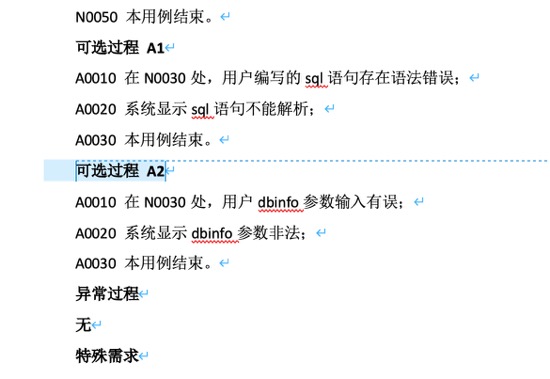 N0050 本用例结束。
可选过程 A1
A0010 在 N0030 处，用户编写的 sql 语句存在语法错误；
A0020 系统显示 sql 语句不能解析；
A0030 本用例结束。
可选过程 A2
A0010 在 N0030 处，用户 dbinfo 参数输入有误；
A0020 系统显示 dbinfo 参数非法；
A0030 本用例结束。
异常过程
无
特殊需求